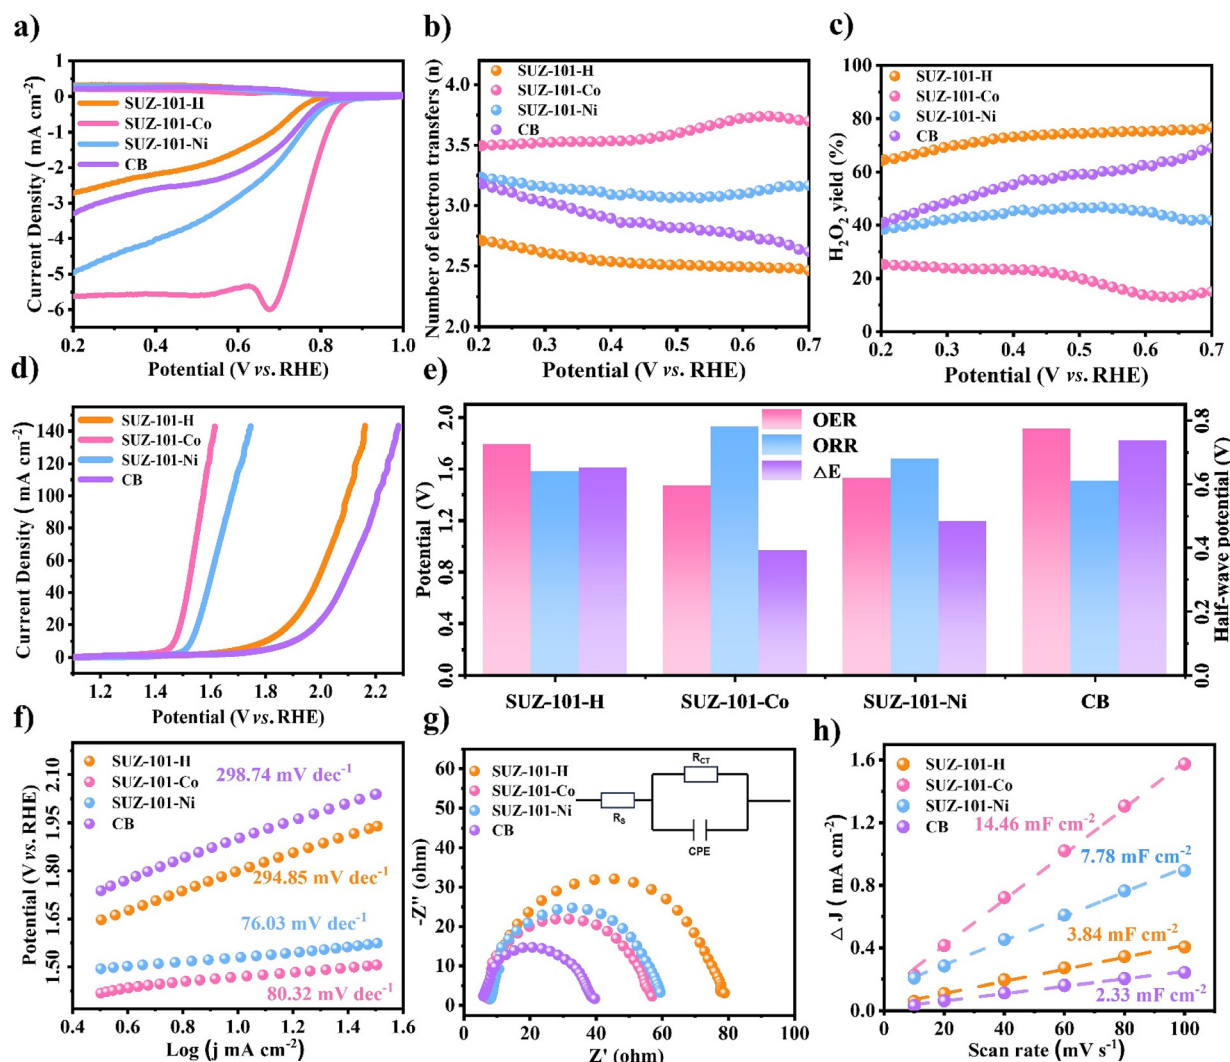 a)
Current Density ( mA cm⁻²)
1
0
-1
-2
-3
-4
-5
-6
SUZ-101-H
SUZ-101-Co
SUZ-101-Ni
CB
0.2
0.4
0.6
0.8
1.0
Potential (V vs. RHE)
b)
Number of electron transfers (n)
4.0
3.5
3.0
2.5
2.0
SUZ-101-H
SUZ-101-Co
SUZ-101-Ni
CB
0.2
0.3
0.4
0.5
0.6
0.7
Potential (V vs. RHE)
c)
H₂O₂ yield (%)
100
80
60
40
20
0
SUZ-101-H
SUZ-101-Co
SUZ-101-Ni
CB
0.2
0.3
0.4
0.5
0.6
0.7
Potential (V vs. RHE)
d)
Current Density ( mA cm⁻²)
140
120
100
80
60
40
20
0
SUZ-101-H
SUZ-101-Co
SUZ-101-Ni
CB
1.2
1.4
1.6
1.8
2.0
2.2
Potential (V vs. RHE)
e)
Potential (V)
2.0
1.6
1.2
0.8
0.4
0.0
OER
ORR
△E
0.8
0.6
0.4
0.2
0.0
Half-wave potential (V)
SUZ-101-H
SUZ-101-Co
SUZ-101-Ni
CB
f)
Potential (V vs. RHE)
2.10
1.95
1.80
1.65
1.50
SUZ-101-H
SUZ-101-Co
SUZ-101-Ni
CB
298.74 mV dec⁻¹
294.85 mV dec⁻¹
76.03 mV dec⁻¹
80.32 mV dec⁻¹
0.4
0.6
0.8
1.0
1.2
1.4
1.6
Log (j mA cm⁻²)
g)
-Z'' (ohm)
60
50
40
30
20
10
0
SUZ-101-H
SUZ-101-Co
SUZ-101-Ni
CB
R_CT
R_S
CPE
0
20
40
60
80
100
Z' (ohm)
h)
△ J ( mA cm⁻²)
1.6
1.2
0.8
0.4
0.0
SUZ-101-H
SUZ-101-Co
SUZ-101-Ni
CB
14.46 mF cm⁻²
7.78 mF cm⁻²
3.84 mF cm⁻²
2.33 mF cm⁻²
20
40
60
80
100
Scan rate (mV s⁻¹)